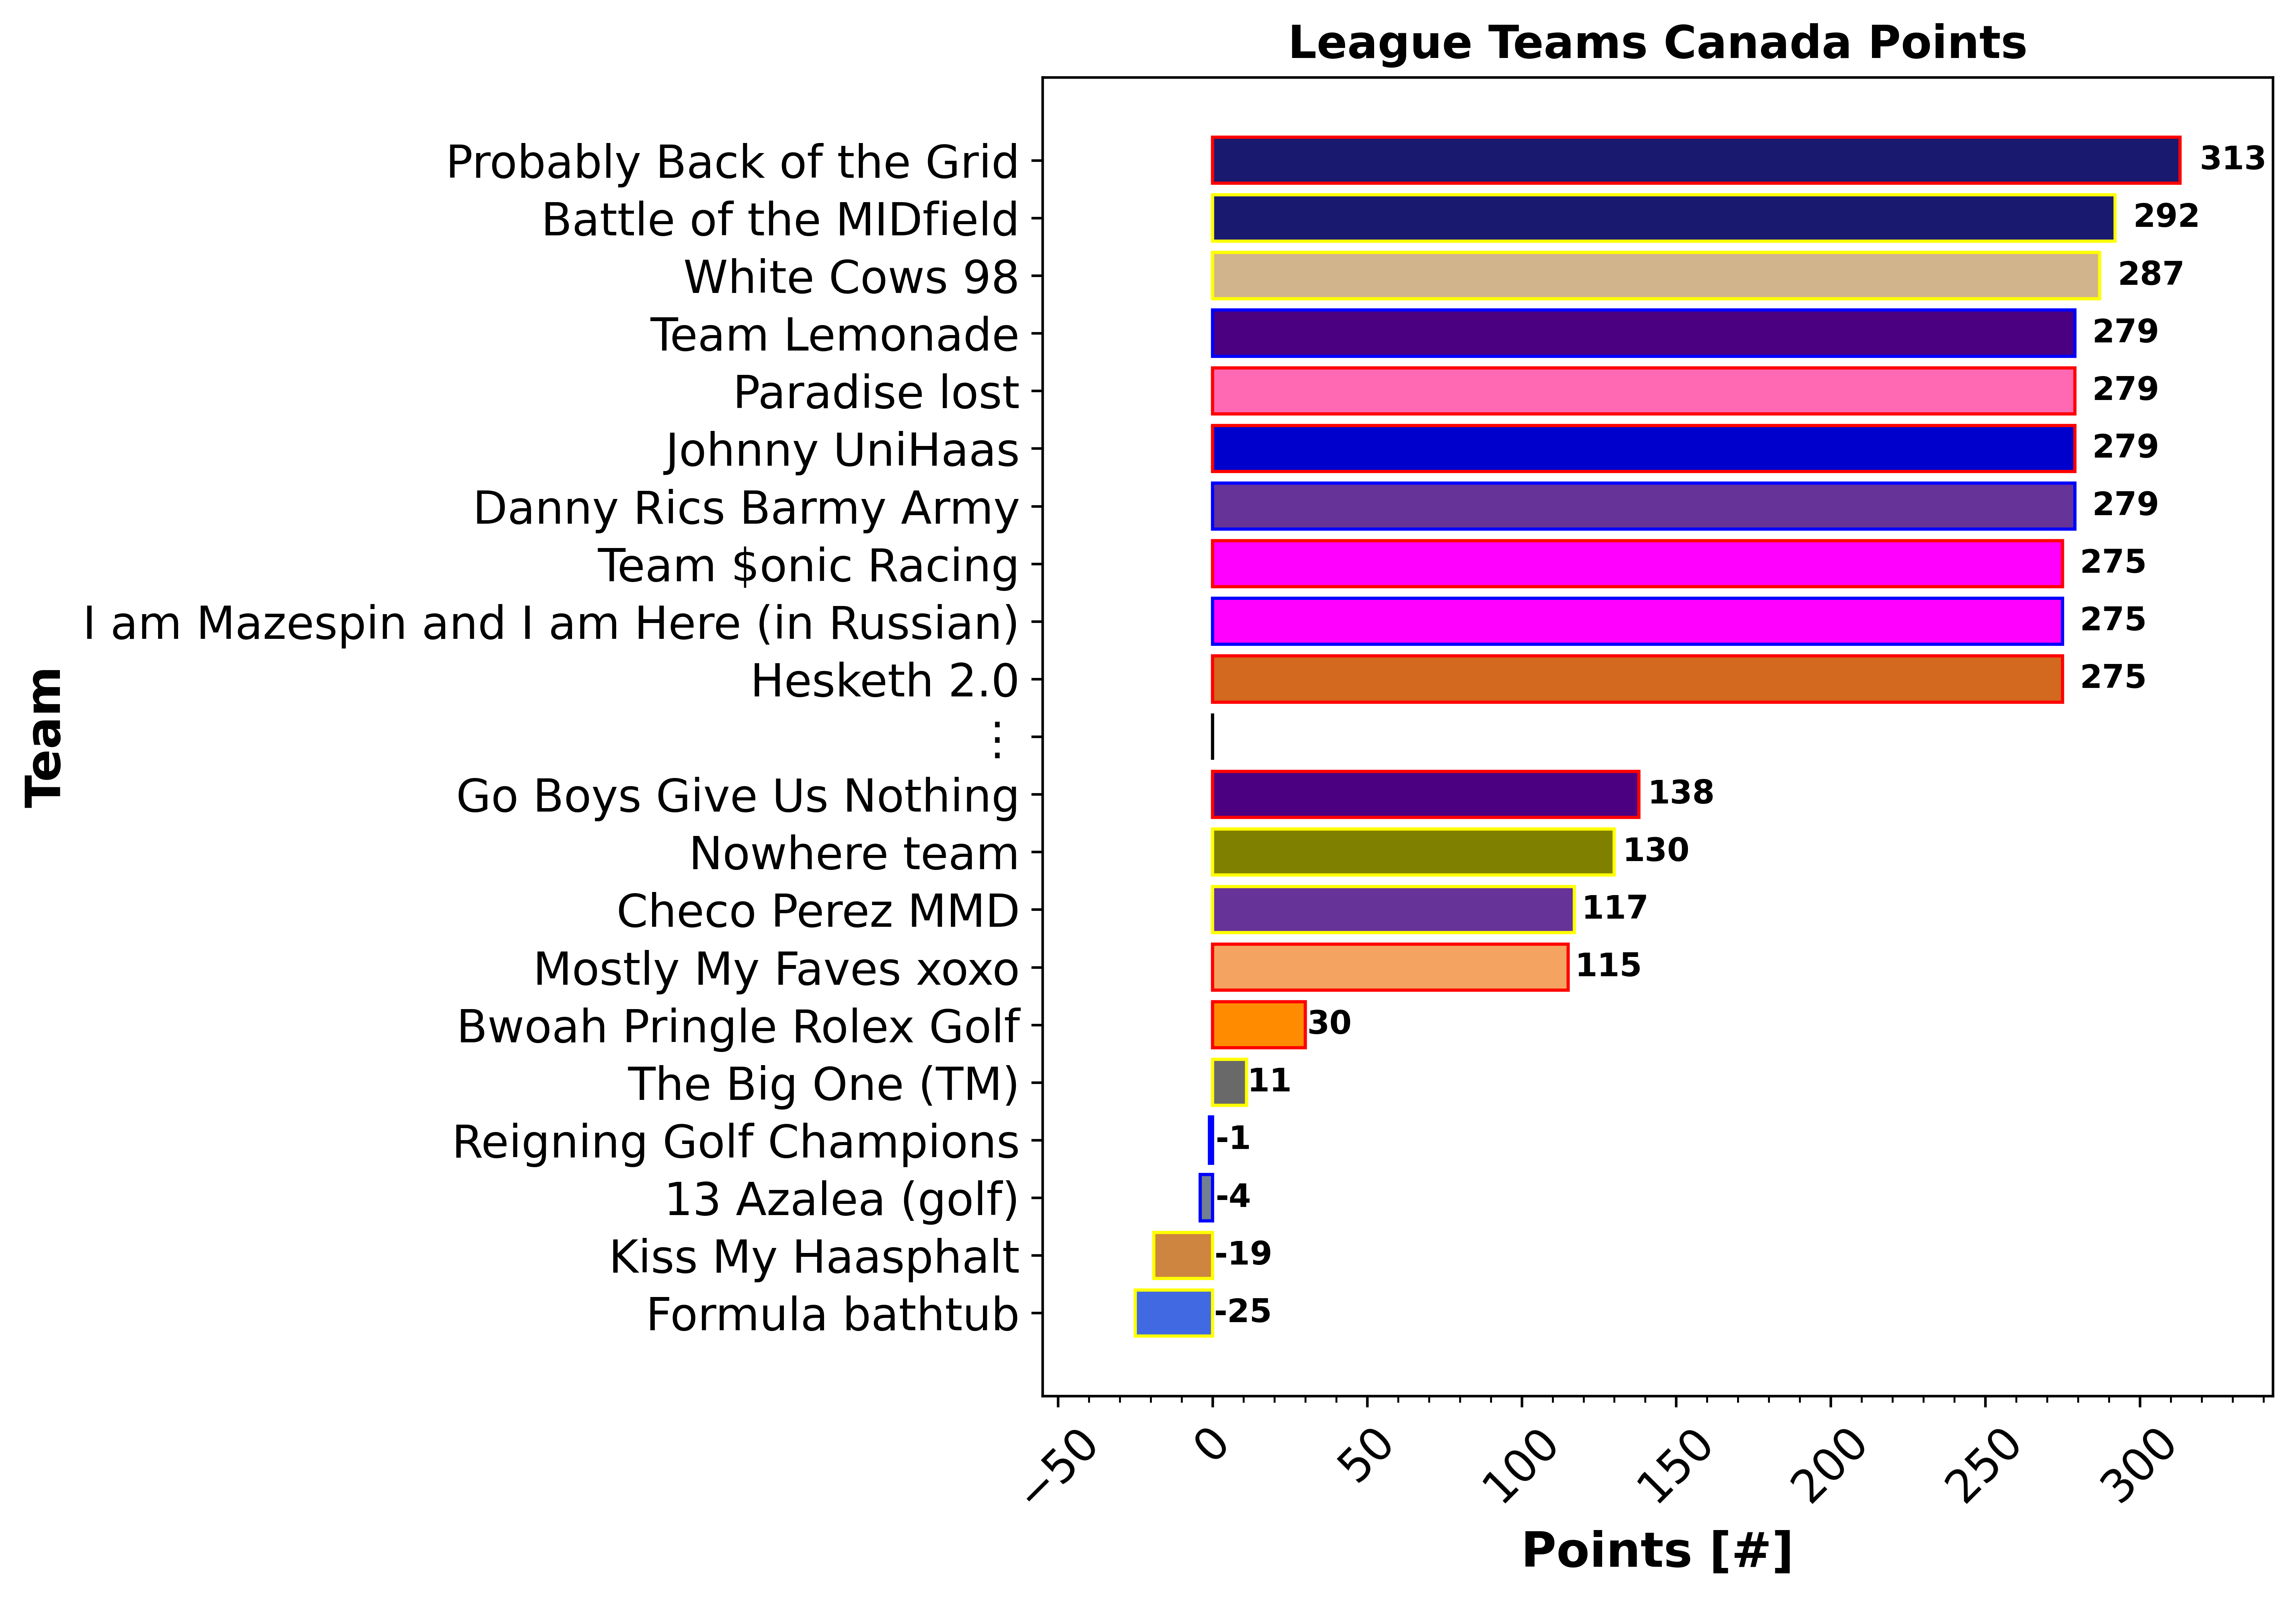 League Teams Canada Points
Probably Back of the Grid 313
Battle of the MIDfield 292
White Cows 98 287
Team Lemonade 279
Paradise lost 279
Johnny UniHaas 279
Danny Rics Barmy Army 279
Team $onic Racing 275
I am Mazespin and I am Here (in Russian) 275
Hesketh 2.0 275
⋮
Go Boys Give Us Nothing 138
Nowhere team 130
Checo Perez MMD 117
Mostly My Faves xoxo 115
Bwoah Pringle Rolex Golf 30
The Big One (TM) 11
Reigning Golf Champions -1
13 Azalea (golf) -4
Kiss My Haasphalt -19
Formula bathtub -25
Team
−50 0 50 100 150 200 250 300
Points [#]